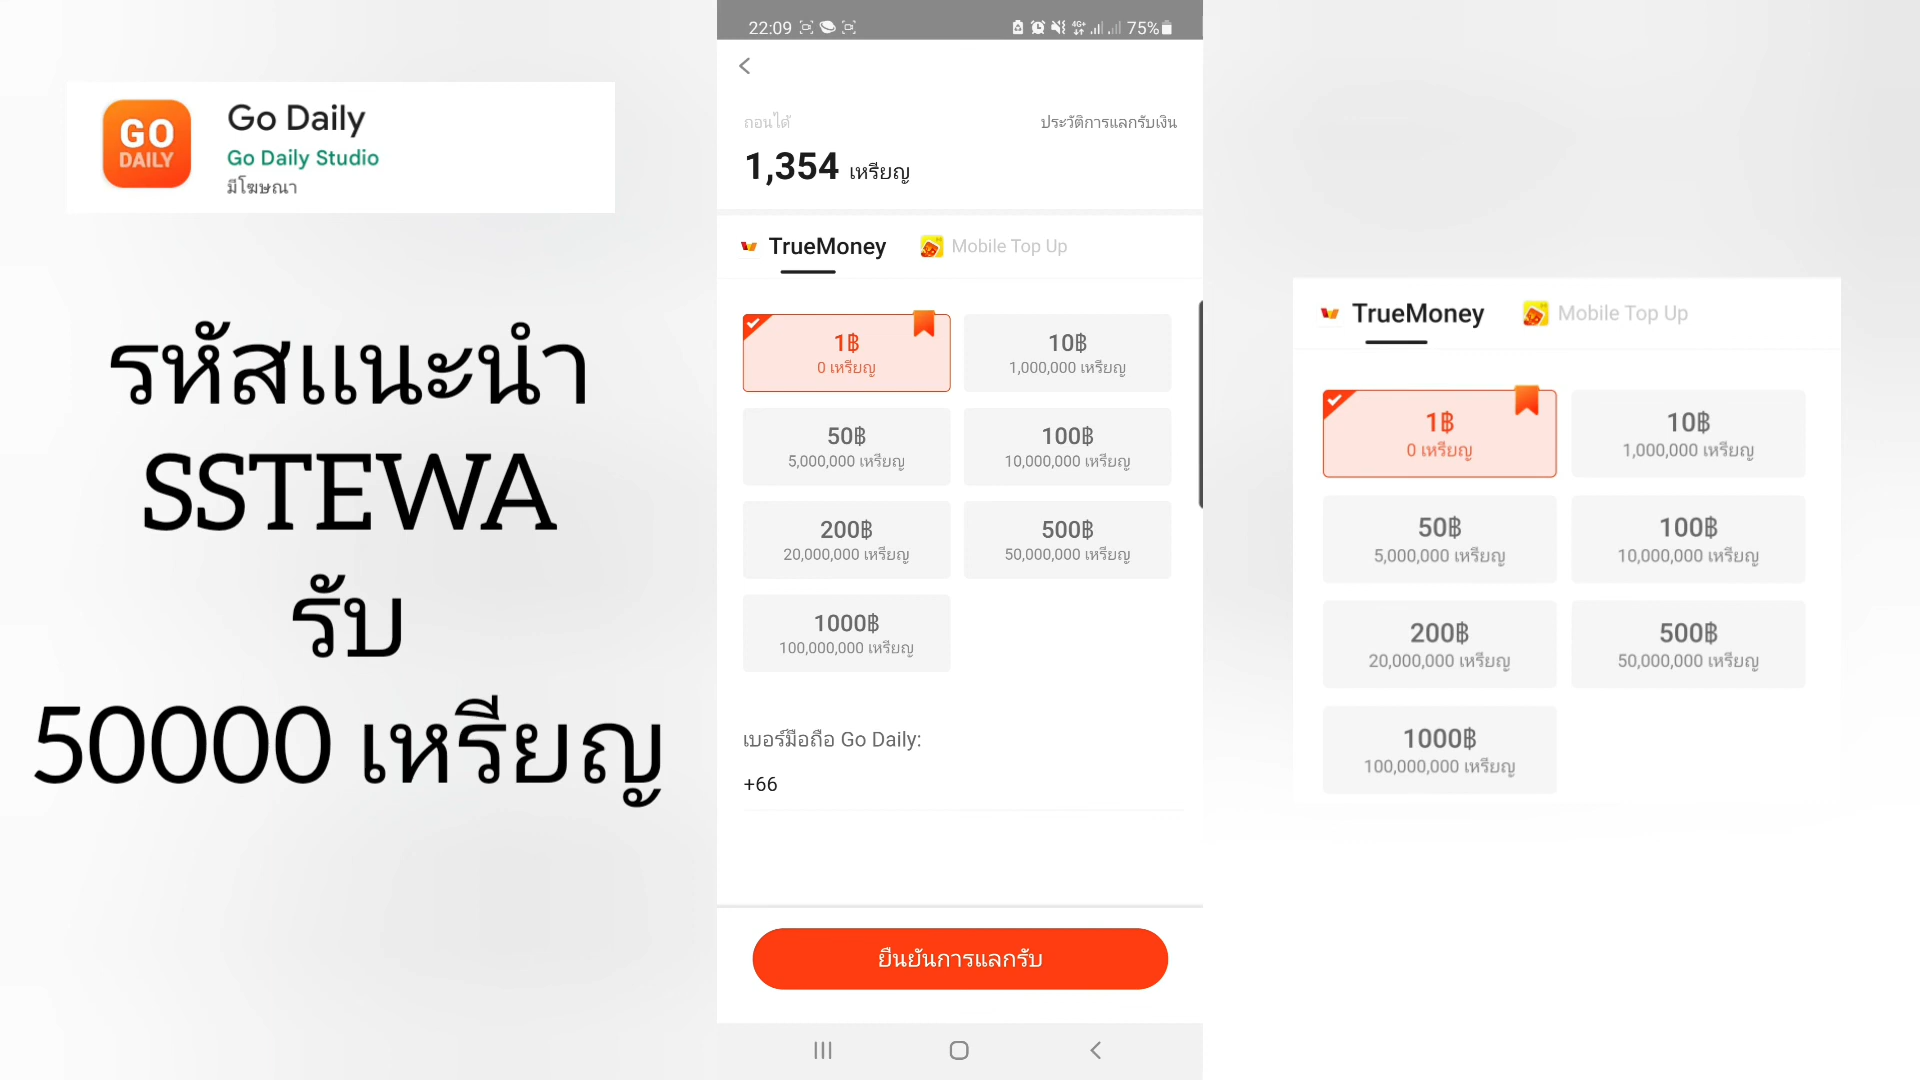 GO
DAILY
Go Daily
Go Daily Studio
มีโฆษณา
รหัสแนะนำ
SSTEWA
รับ
50000 เหรียญ
22:09
4G+
75%
ถอนได้
ประวัติการแลกรับเงิน
1,354 เหรียญ
TrueMoney
Mobile Top Up
1฿
0 เหรียญ
10฿
1,000,000 เหรียญ
50฿
5,000,000 เหรียญ
100฿
10,000,000 เหรียญ
200฿
20,000,000 เหรียญ
500฿
50,000,000 เหรียญ
1000฿
100,000,000 เหรียญ
เบอร์มือถือ Go Daily:
+66
ยืนยันการแลกรับ
TrueMoney
Mobile Top Up
1฿
0 เหรียญ
10฿
1,000,000 เหรียญ
50฿
5,000,000 เหรียญ
100฿
10,000,000 เหรียญ
200฿
20,000,000 เหรียญ
500฿
50,000,000 เหรียญ
1000฿
100,000,000 เหรียญ